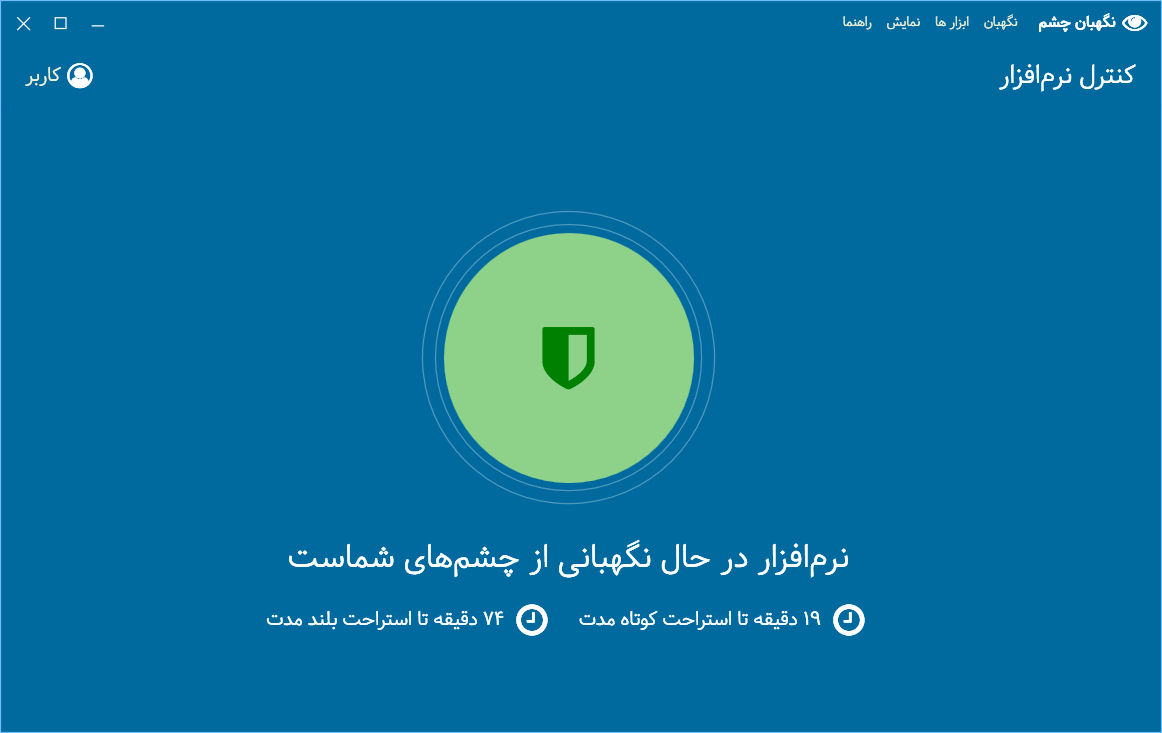 نگهبان چشم نگهبان ابزار ها نمایش راهنما
کنترل نرم‌افزار
کاربر
نرم‌افزار در حال نگهبانی از چشم‌های شماست
۱۹ دقیقه تا استراحت کوتاه مدت
۷۴ دقیقه تا استراحت بلند مدت